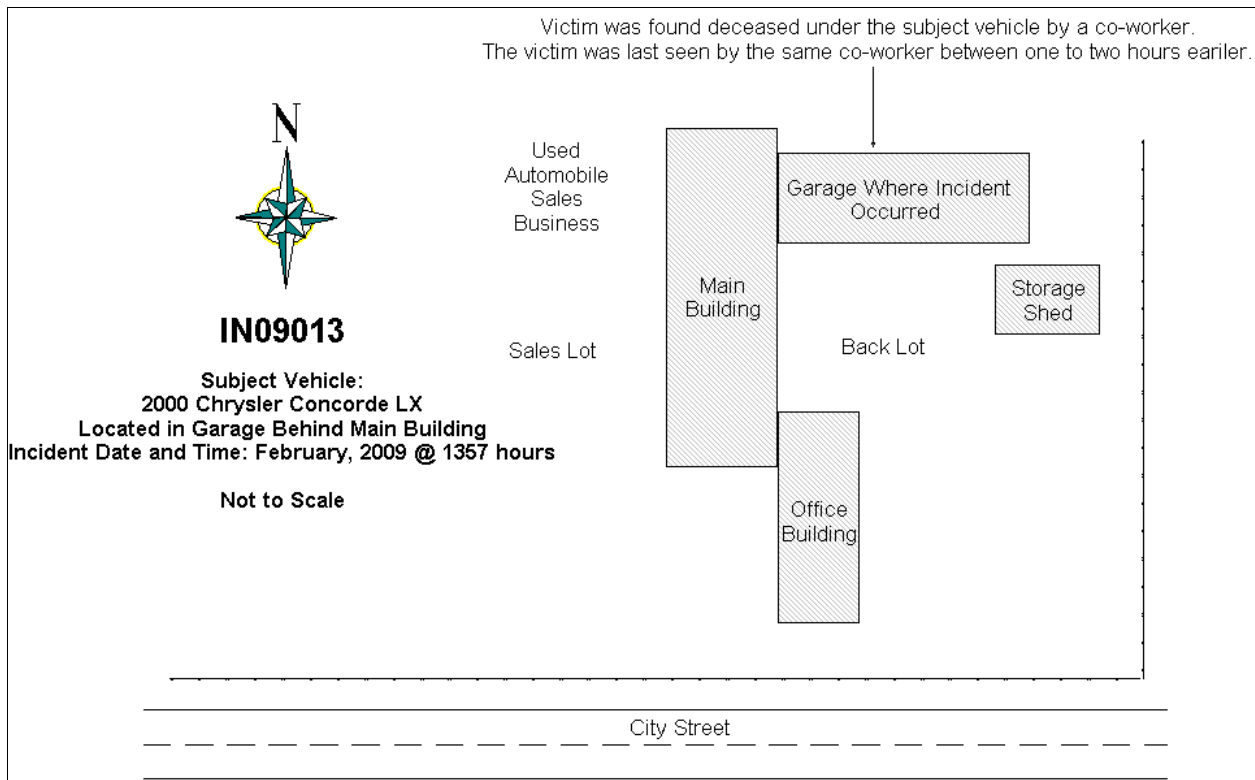 Victim was found deceased under the subject vehicle by a co-worker.
The victim was last seen by the same co-worker between one to two hours eariler.
N
Used
Automobile
Sales
Business
Garage Where Incident
Occurred
Main
Building
Storage
Shed
IN09013
Sales Lot
Back Lot
Subject Vehicle:
2000 Chrysler Concorde LX
Located in Garage Behind Main Building
Incident Date and Time: February, 2009 @ 1357 hours
Not to Scale
Office
Building
City Street